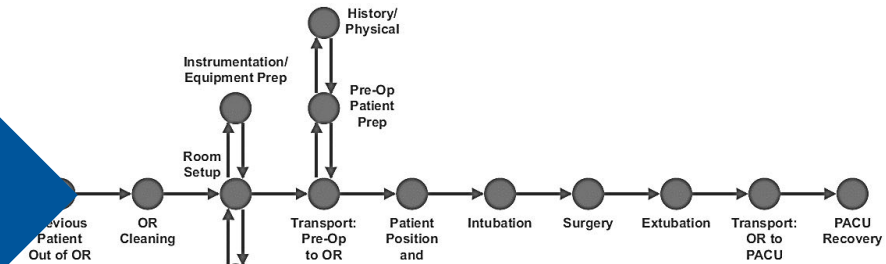 History/
Physical
Instrumentation/
Equipment Prep
Pre-Op
Patient
Prep
Room
Setup
Patient
Out of OR
OR
Cleaning
Transport:
Pre-Op
to OR
Patient
Position
and
Intubation
Surgery
Extubation
Transport:
OR to
PACU
PACU
Recovery